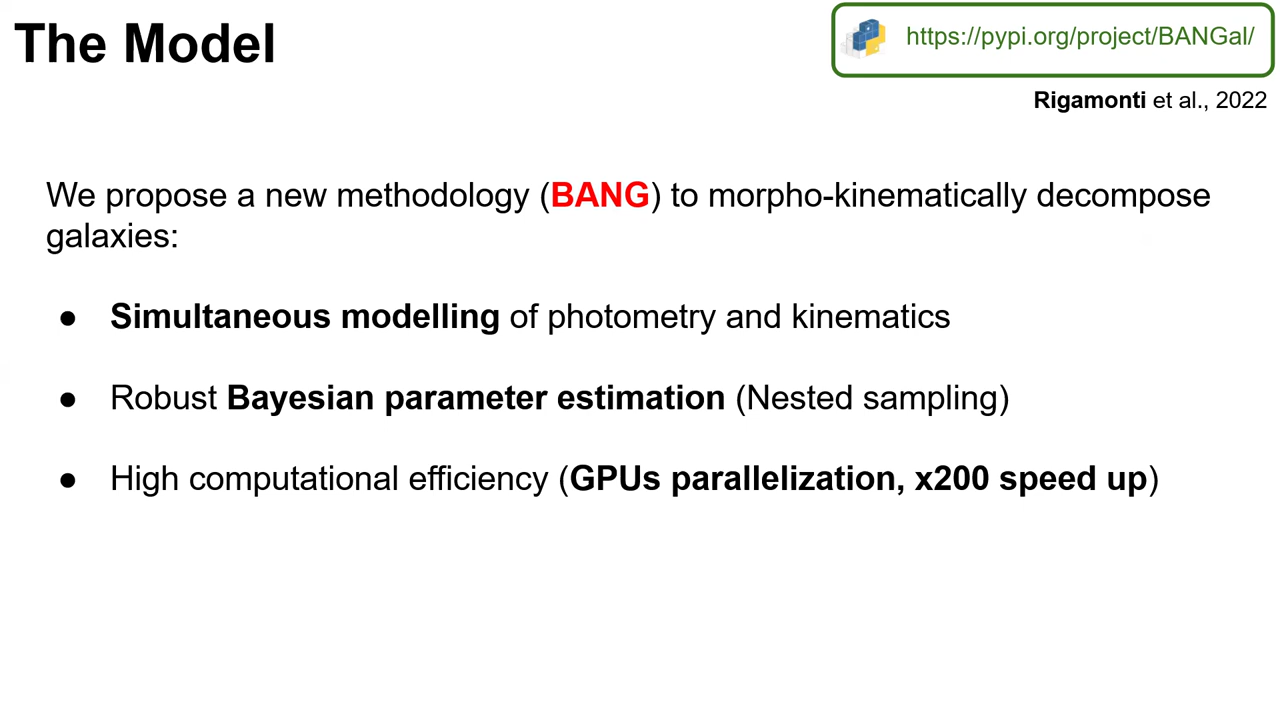 The Model
https://pypi.org/project/BANGal/
Rigamonti et al., 2022
We propose a new methodology (BANG) to morpho-kinematically decompose
galaxies:
● Simultaneous modelling of photometry and kinematics
● Robust Bayesian parameter estimation (Nested sampling)
● High computational efficiency (GPUs parallelization, x200 speed up)